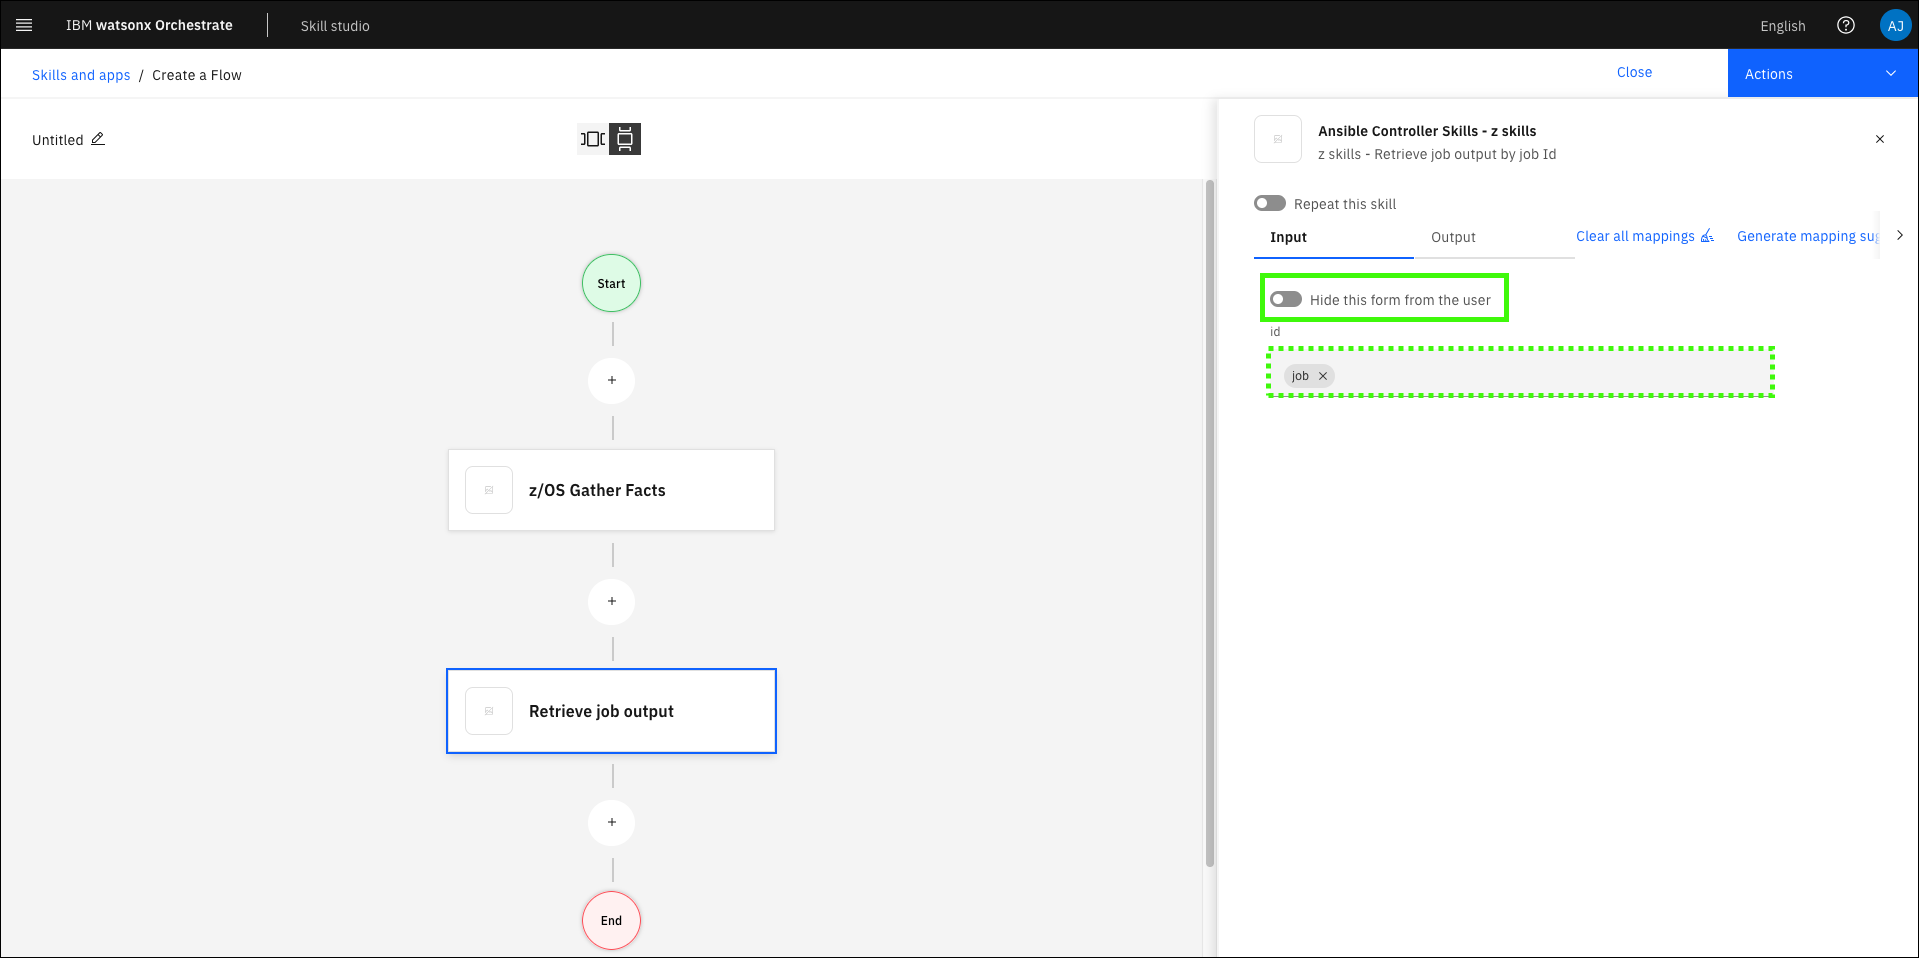 IBM watsonx Orchestrate
Skill studio
English
AJ
Skills and apps / Create a Flow
Close
Actions
Untitled
Ansible Controller Skills - z skills
z skills - Retrieve job output by job Id
Repeat this skill
Input
Output
Clear all mappings
Generate mapping sug
Hide this form from the user
id
job
Start
+
z/OS Gather Facts
+
Retrieve job output
+
End